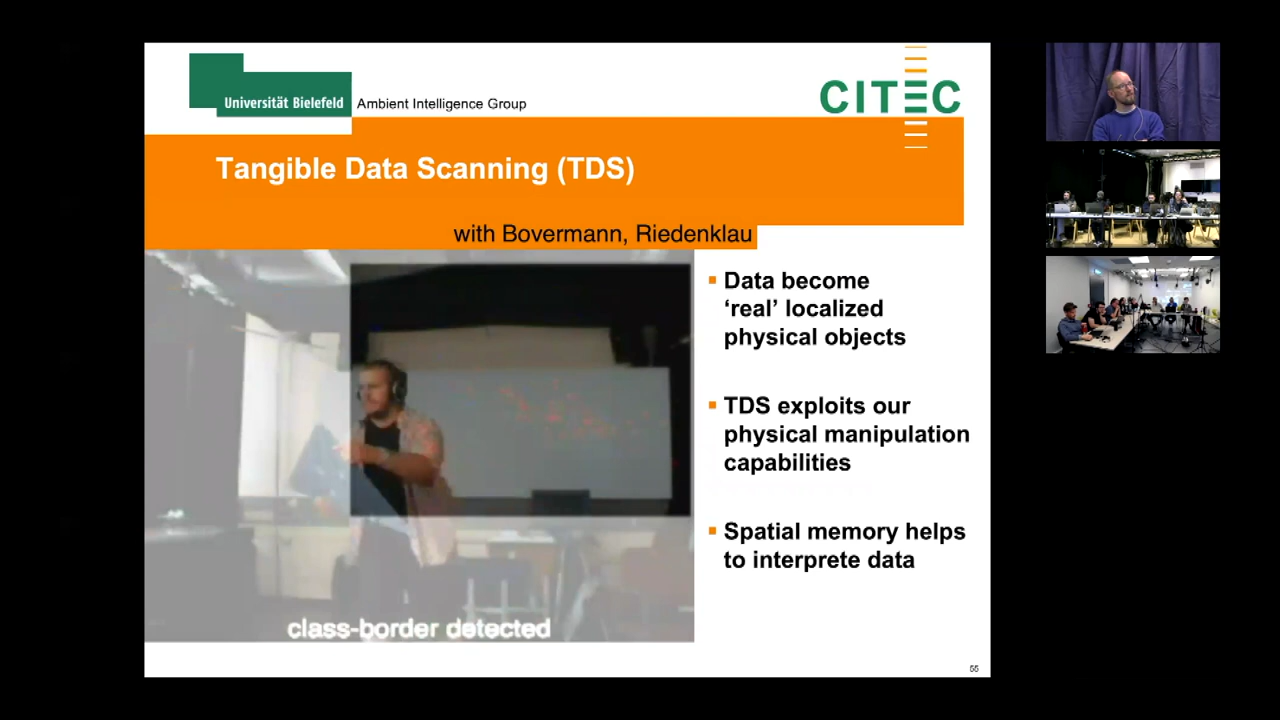 Universität Bielefeld
Ambient Intelligence Group
CITEC
Tangible Data Scanning (TDS)
with Bovermann, Riedenklau
Data become
‘real’ localized
physical objects
TDS exploits our
physical manipulation
capabilities
Spatial memory helps
to interprete data
class-border detected
55